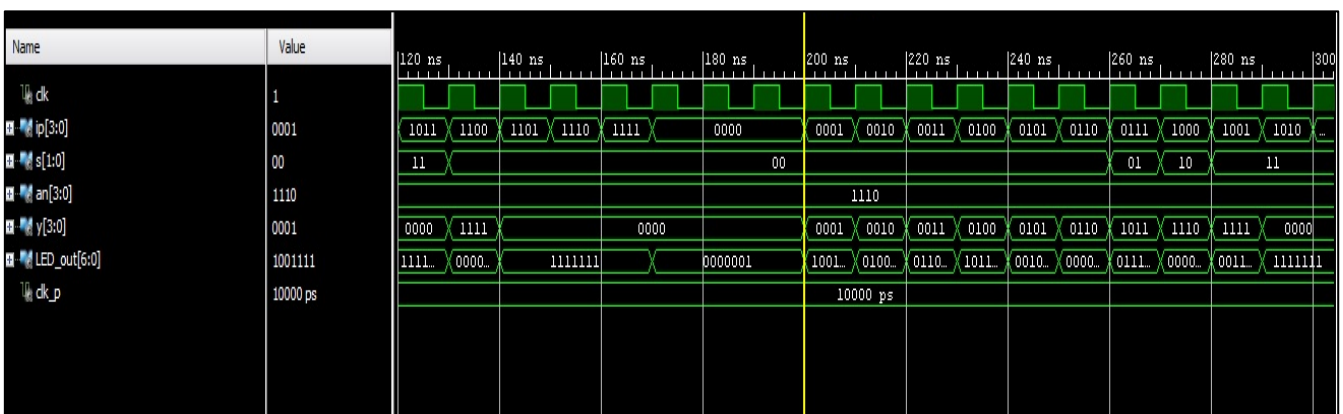 Name Value 120 ns 140 ns 160 ns 180 ns 200 ns 220 ns 240 ns 260 ns 280 ns 300
clk 1
ip[3:0] 0001 1011 1100 1101 1110 1111 0000 0001 0010 0011 0100 0101 0110 0111 1000 1001 1010 ...
s[1:0] 00 11 00 01 10 11
an[3:0] 1110 1110
y[3:0] 0001 0000 1111 0000 0001 0010 0011 0100 0101 0110 1011 1110 1111 0000
LED_out[6:0] 1001111 1111... 0000... 1111111 0000001 1001... 0100... 0110... 1011... 0010... 0000... 0111... 0000... 0011... 1111111
clk_p 10000 ps 10000 ps